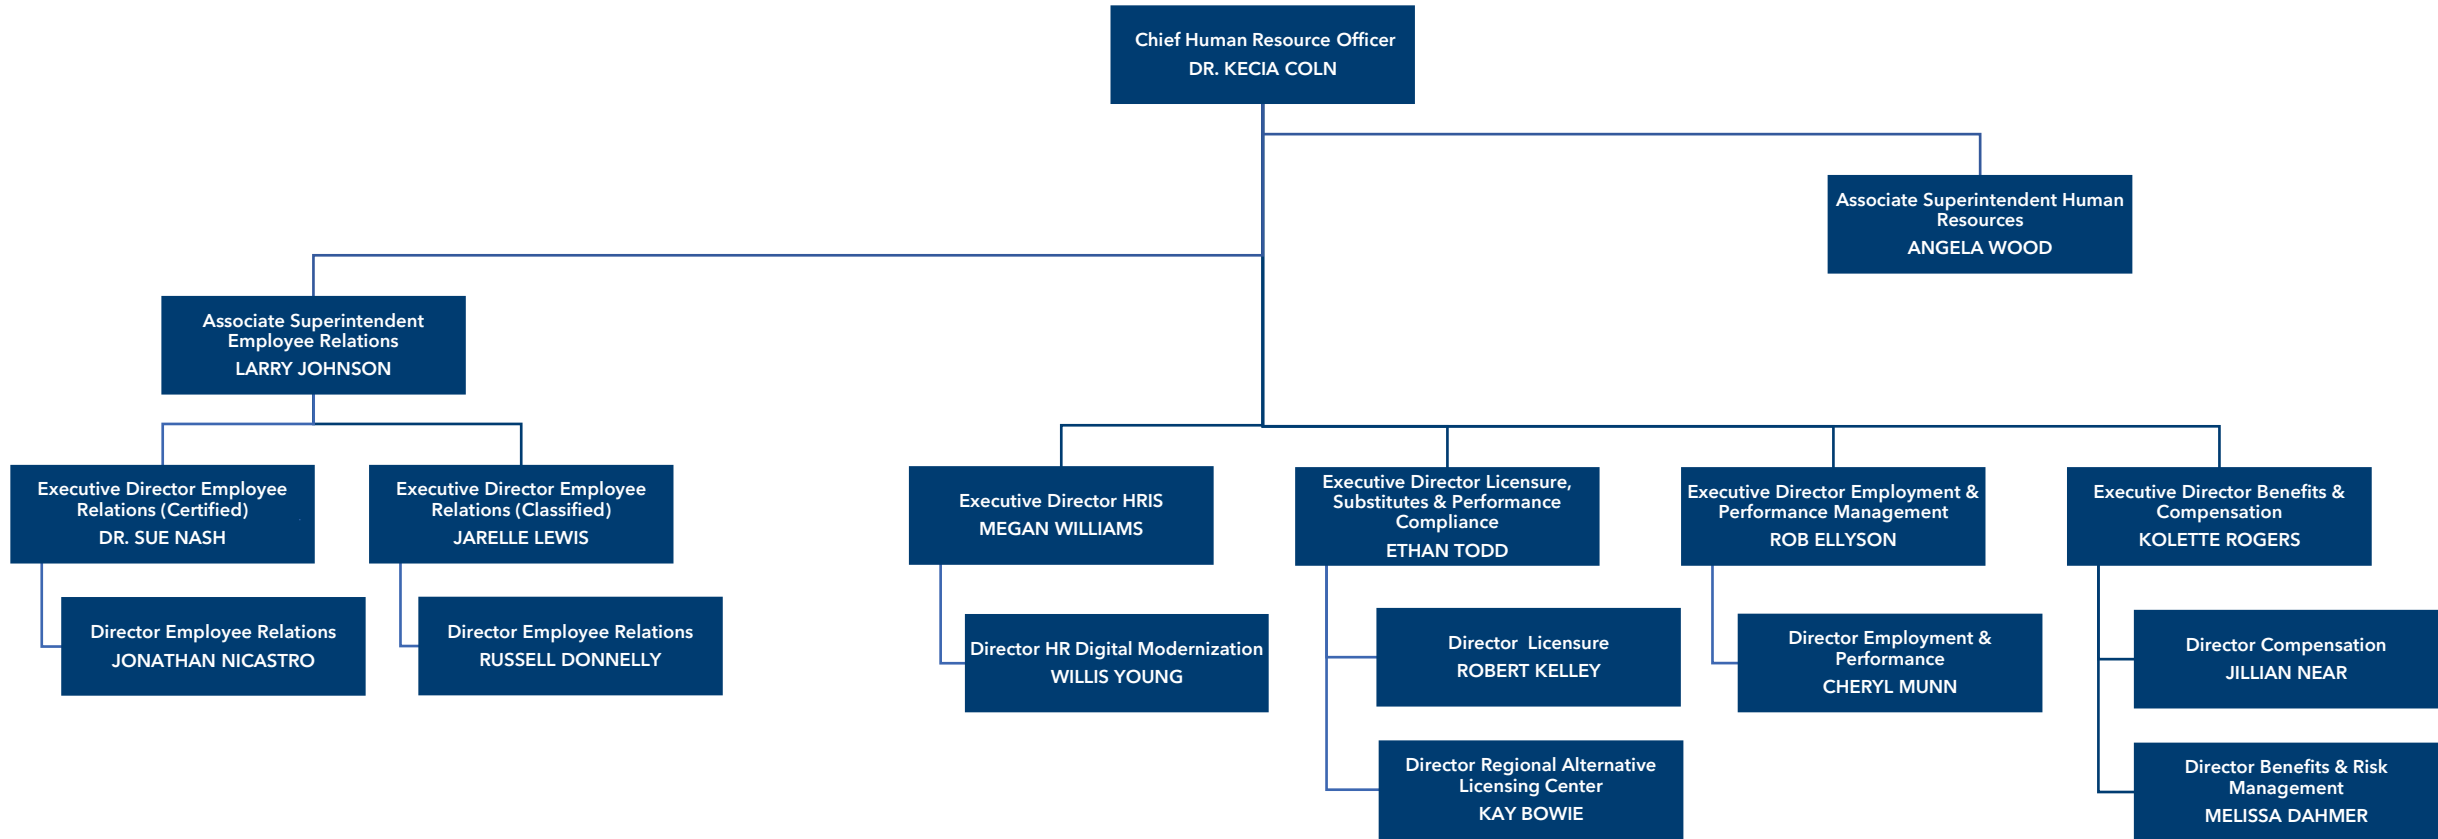 Chief Human Resource Officer
DR. KECIA COLN
Associate Superintendent Human
Resources
ANGELA WOOD
Associate Superintendent
Employee Relations
LARRY JOHNSON
Executive Director Employee
Relations (Certified)
DR. SUE NASH
Executive Director Employee
Relations (Classified)
JARELLE LEWIS
Executive Director HRIS
MEGAN WILLIAMS
Executive Director Licensure,
Substitutes & Performance
Compliance
ETHAN TODD
Executive Director Employment &
Performance Management
ROB ELLYSON
Executive Director Benefits &
Compensation
KOLETTE ROGERS
Director Employee Relations
JONATHAN NICASTRO
Director Employee Relations
RUSSELL DONNELLY
Director HR Digital Modernization
WILLIS YOUNG
Director Licensure
ROBERT KELLEY
Director Employment &
Performance
CHERYL MUNN
Director Compensation
JILLIAN NEAR
Director Regional Alternative
Licensing Center
KAY BOWIE
Director Benefits & Risk
Management
MELISSA DAHMER